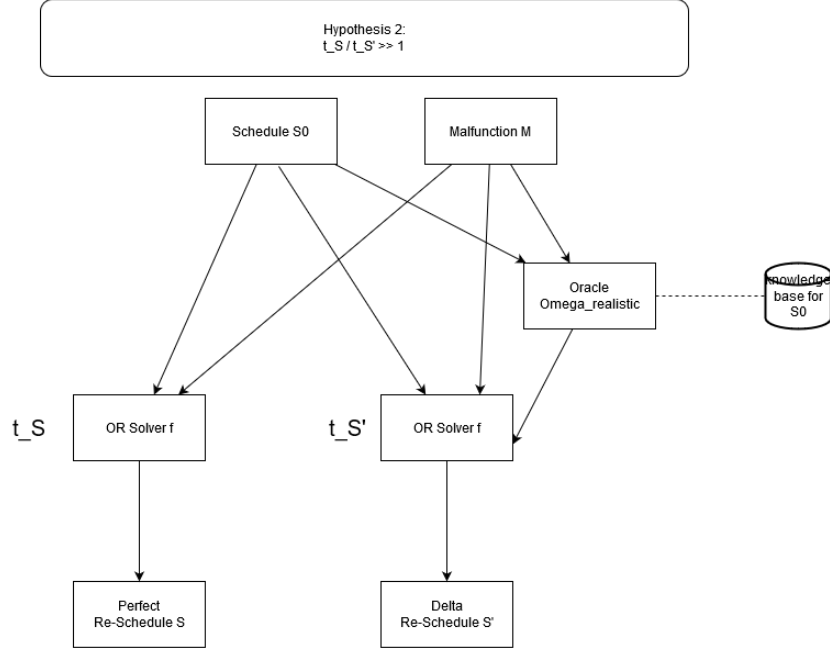 Hypothesis 2:
t_S / t_S' >> 1
Schedule S0
Malfunction M
Oracle
Omega_realistic
knowledge
base for
S0
t_S
OR Solver f
t_S'
OR Solver f
Perfect
Re-Schedule S
Delta
Re-Schedule S'